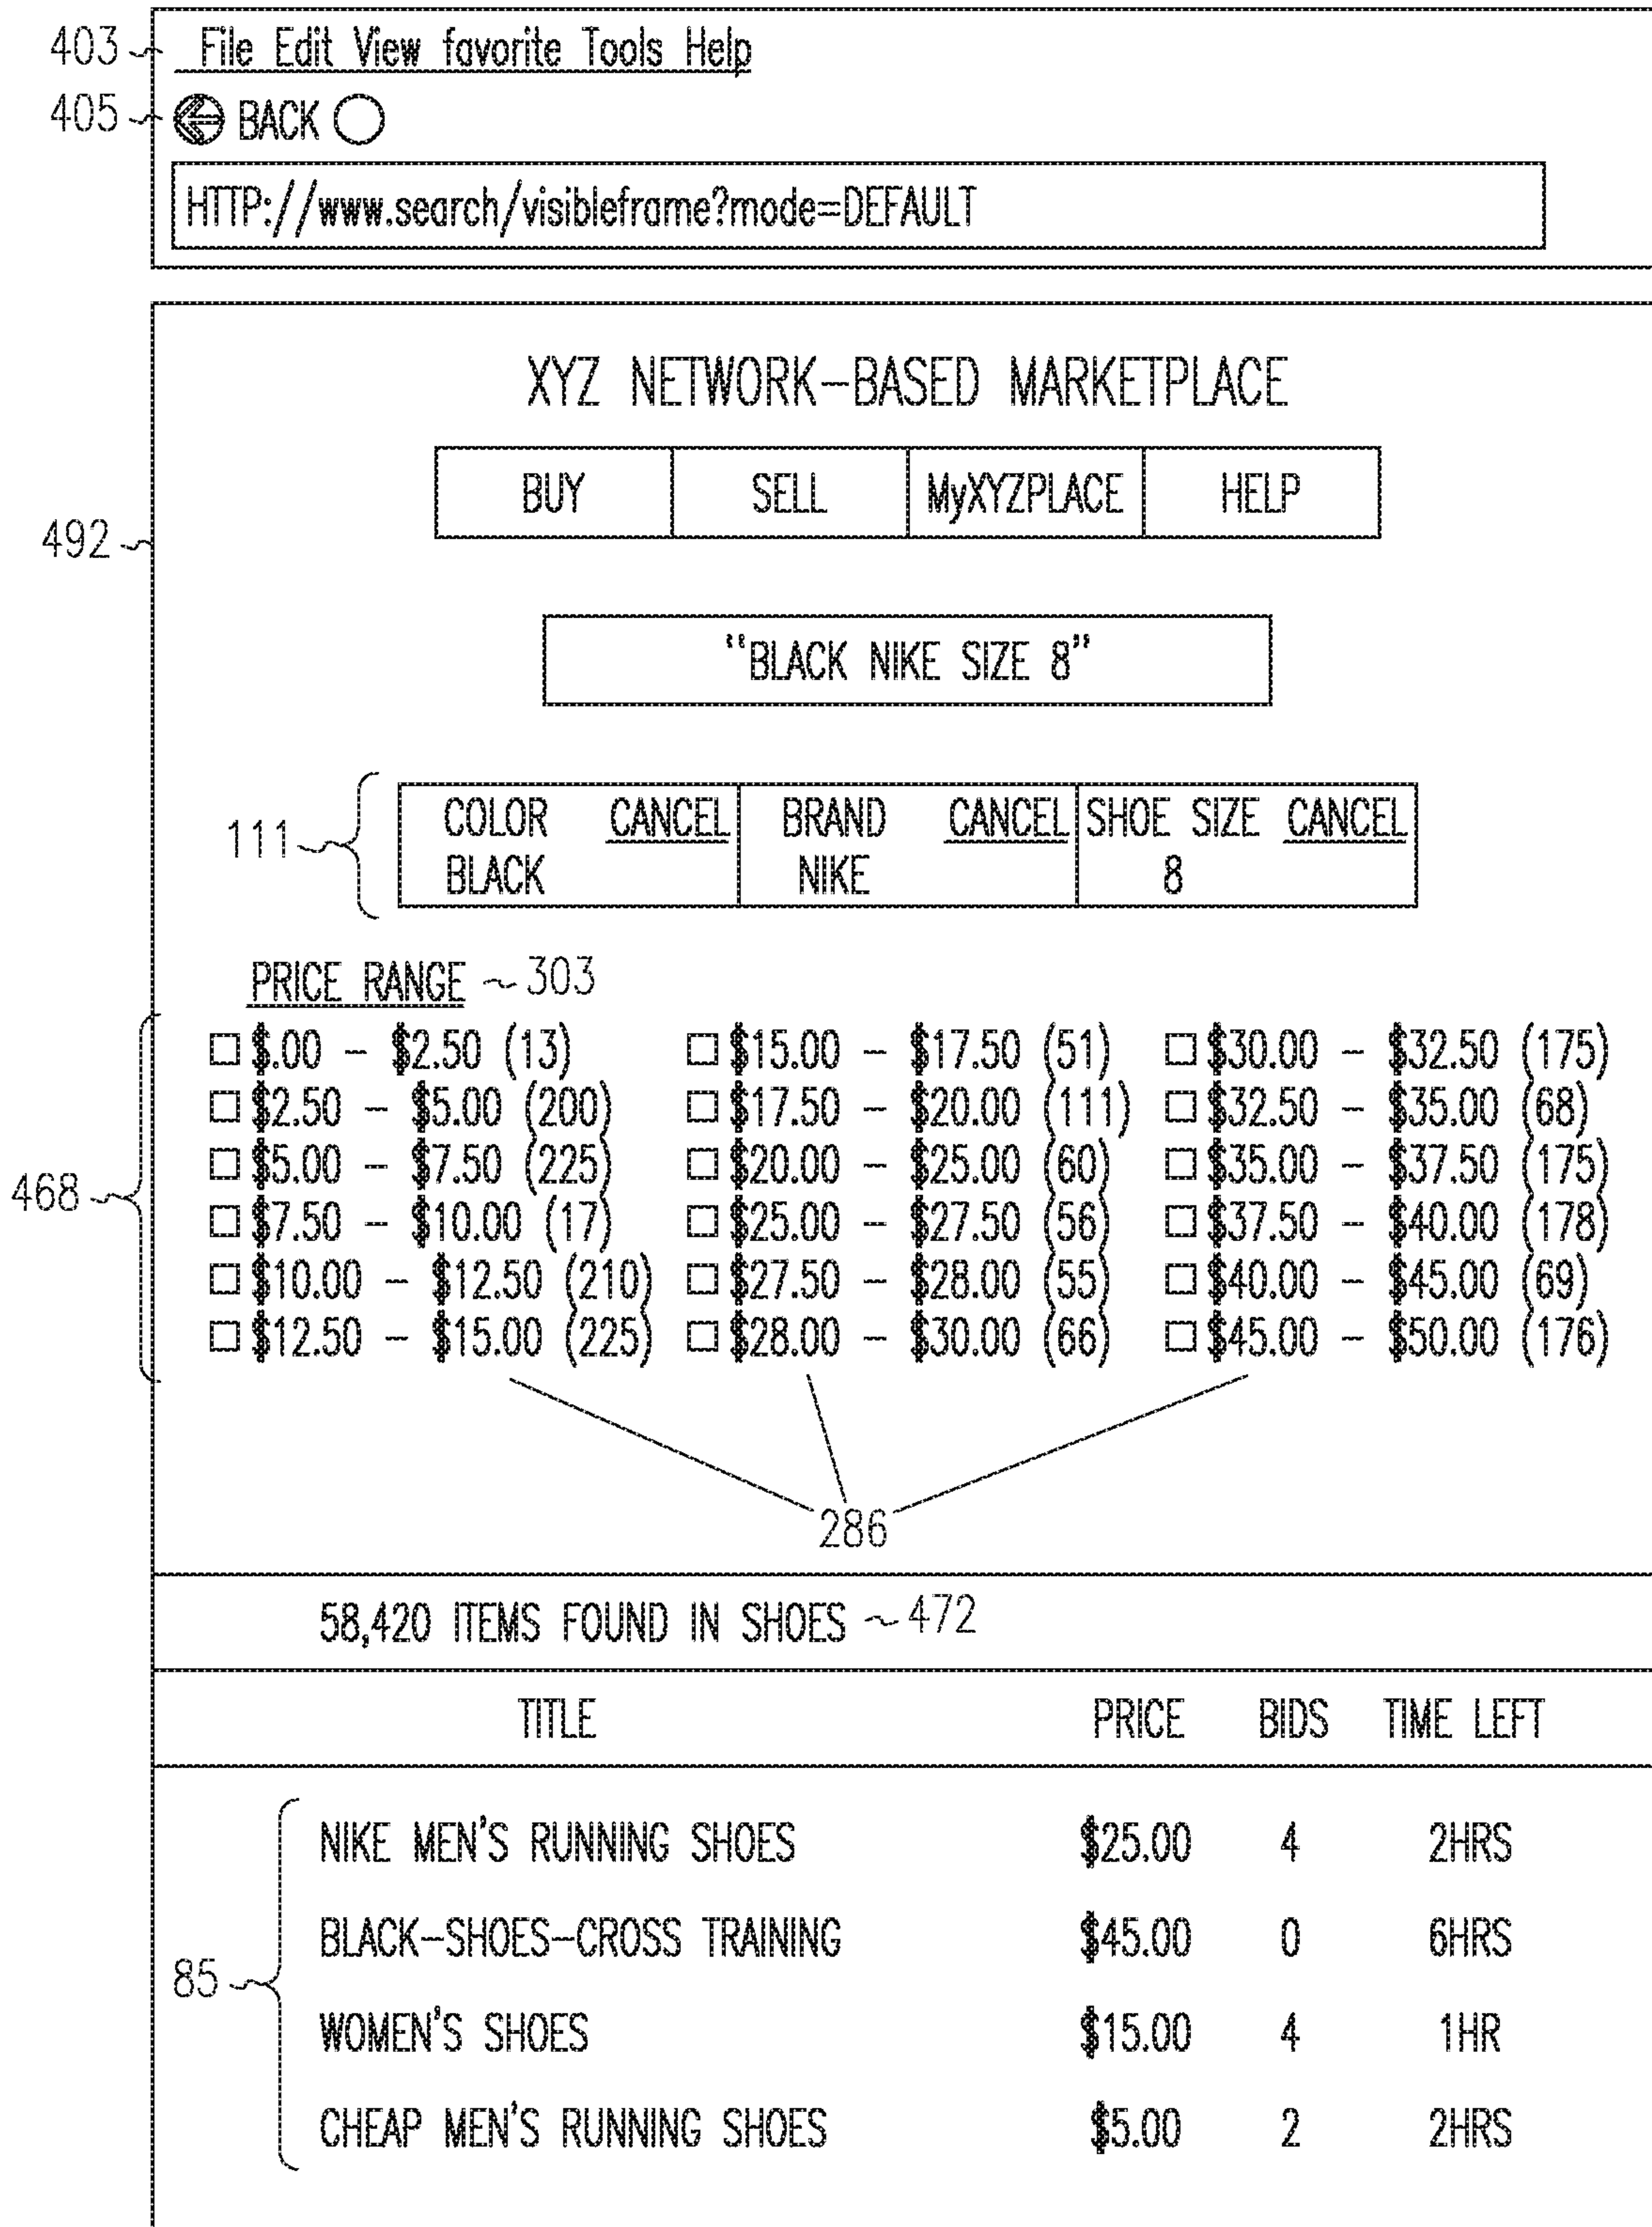 403 File Edit View favorite Tools Help
405 BACK
HTTP://www.search/visibleframe?mode=DEFAULT
XYZ NETWORK-BASED MARKETPLACE
BUY SELL MyXYZPLACE HELP
492
"BLACK NIKE SIZE 8"
COLOR CANCEL BRAND CANCEL SHOE SIZE CANCEL
111
BLACK NIKE 8
PRICE RANGE 303
$.00 - $2.50 (13) $15.00 - $17.50 (51) $30.00 - $32.50 (175)
$2.50 - $5.00 (200) $17.50 - $20.00 (111) $32.50 - $35.00 (68)
$5.00 - $7.50 (225) $20.00 - $25.00 (60) $35.00 - $37.50 (175)
468
$7.50 - $10.00 (17) $25.00 - $27.50 (56) $37.50 - $40.00 (178)
$10.00 - $12.50 (210) $27.50 - $28.00 (55) $40.00 - $45.00 (69)
$12.50 - $15.00 (225) $28.00 - $30.00 (66) $45.00 - $50.00 (176)
286
58,420 ITEMS FOUND IN SHOES 472
TITLE PRICE BIDS TIME LEFT
NIKE MEN'S RUNNING SHOES $25.00 4 2HRS
BLACK-SHOES-CROSS TRAINING $45.00 0 6HRS
85
WOMEN'S SHOES $15.00 4 1HR
CHEAP MEN'S RUNNING SHOES $5.00 2 2HRS